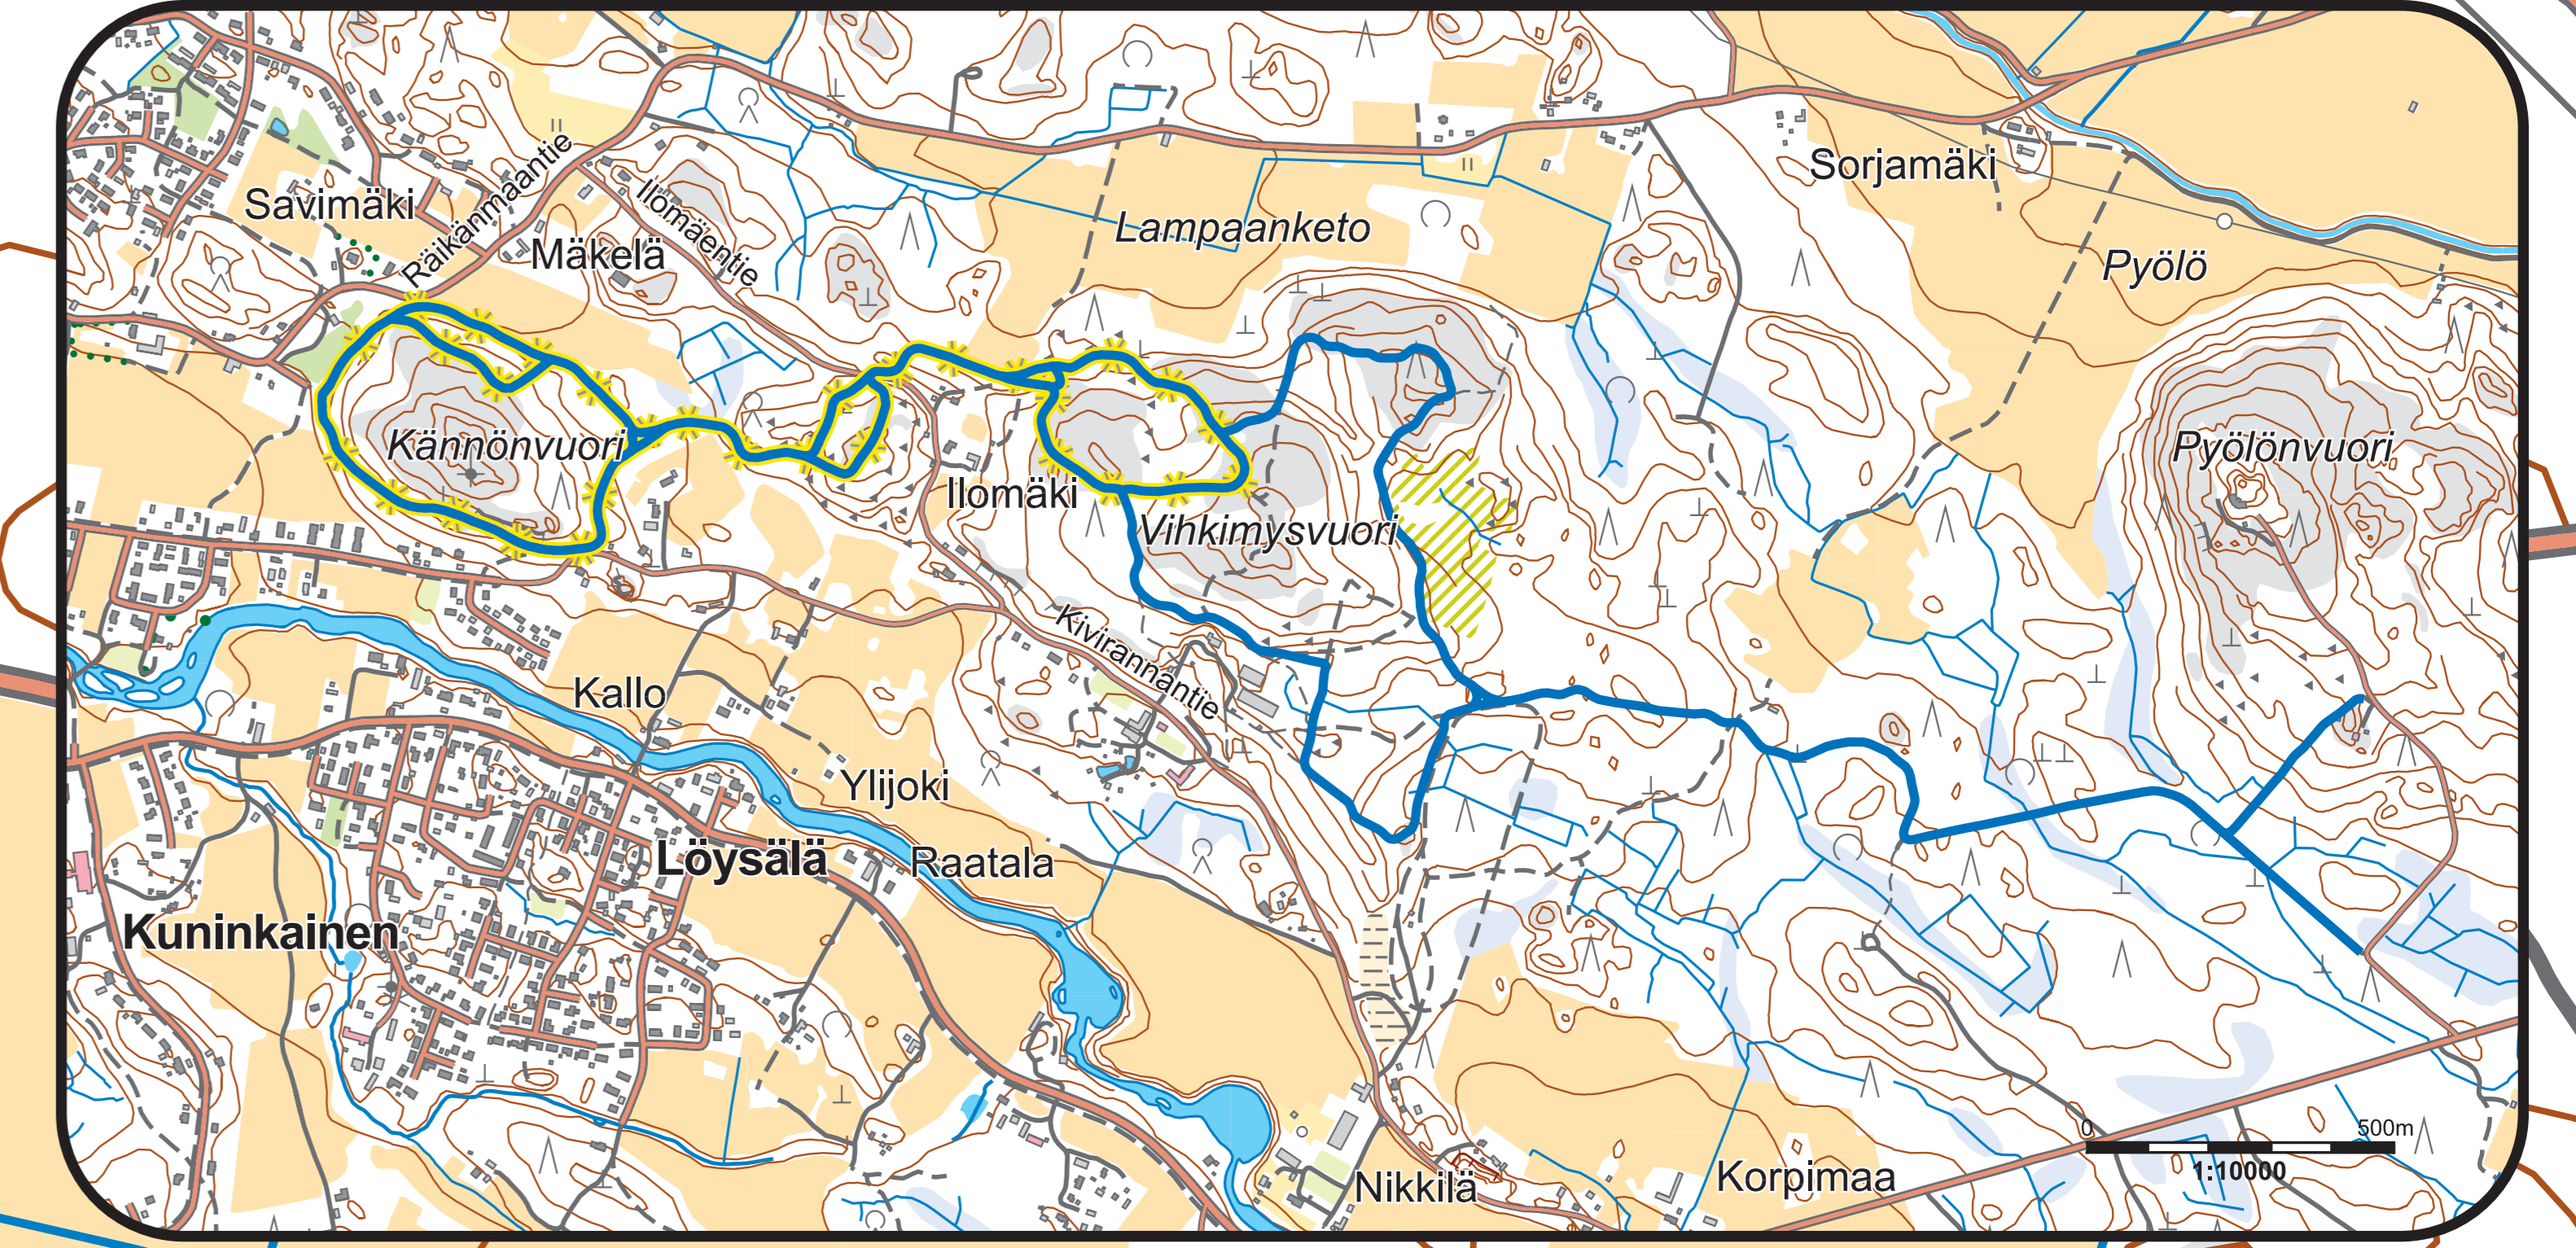 Sorjamäki
Savimäki
Räikänmaantie
Ilomäentie
Lampaanketo
Mäkelä
Pyölö
Kännönvuori
Pyölönvuori
Ilomäki
Vihkimysvuori
Kivirannantie
Kallo
Ylijoki
Löysälä
Raatala
Kuninkainen
0 500m
1:10000
Nikkilä
Korpimaa